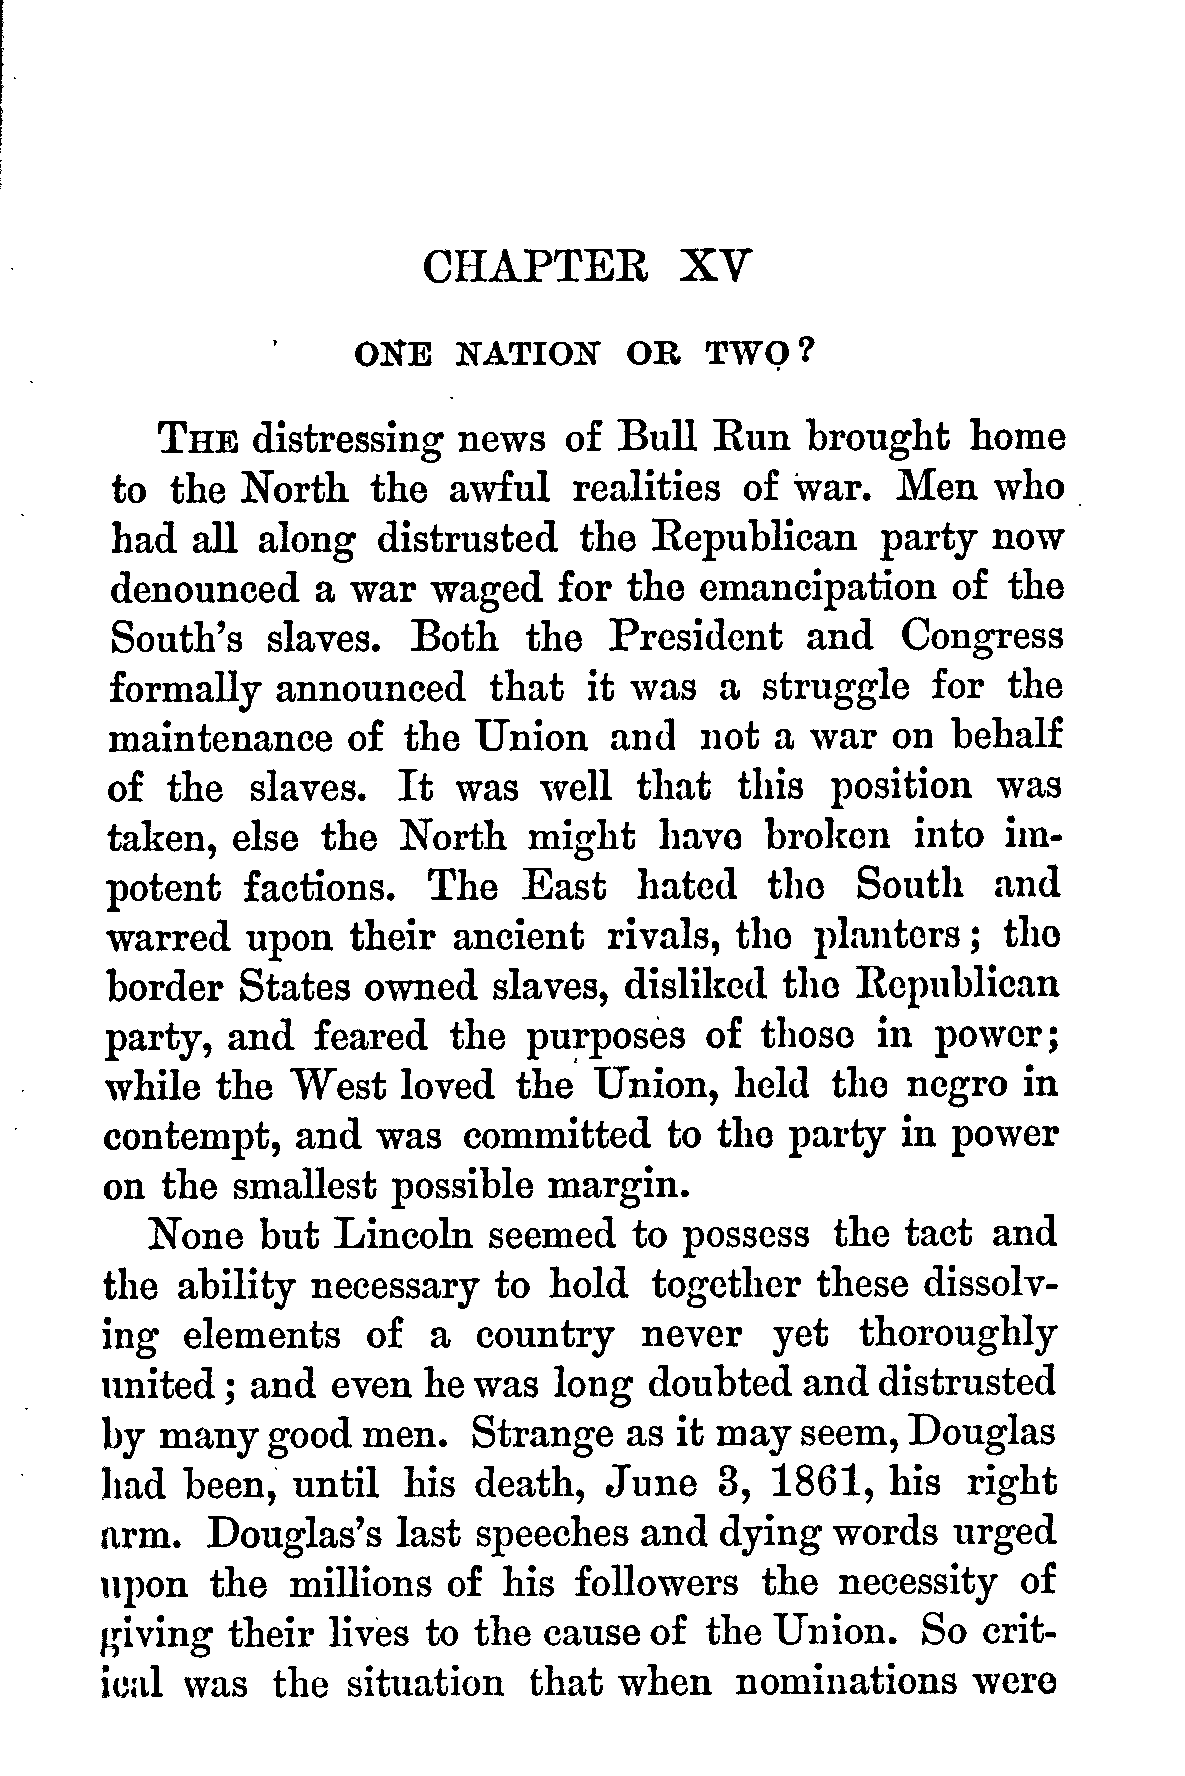 CHAPTER XV
ONE NATION OR TWO?
THE distressing news of Bull Run brought home
to the North the awful realities of war. Men who
had all along distrusted the Republican party now
denounced a war waged for the emancipation of the
South's slaves. Both the President and Congress
formally announced that it was a struggle for the
maintenance of the Union and not a war on behalf
of the slaves. It was well that this position was
taken, else the North might have broken into im-
potent factions. The East hated the South and
warred upon their ancient rivals, the planters; the
border States owned slaves, disliked the Republican
party, and feared the purposes of those in power;
while the West loved the Union, held the negro in
contempt, and was committed to the party in power
on the smallest possible margin.
None but Lincoln seemed to possess the tact and
the ability necessary to hold together these dissolv-
ing elements of a country never yet thoroughly
united; and even he was long doubted and distrusted
by many good men. Strange as it may seem, Douglas
had been, until his death, June 3, 1861, his right
arm. Douglas's last speeches and dying words urged
upon the millions of his followers the necessity of
giving their lives to the cause of the Union. So crit-
ical was the situation that when nominations were